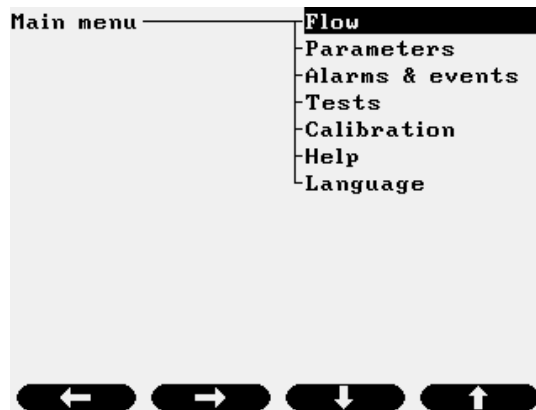 Main menu Flow
Parameters
Alarms & events
Tests
Calibration
Help
Language